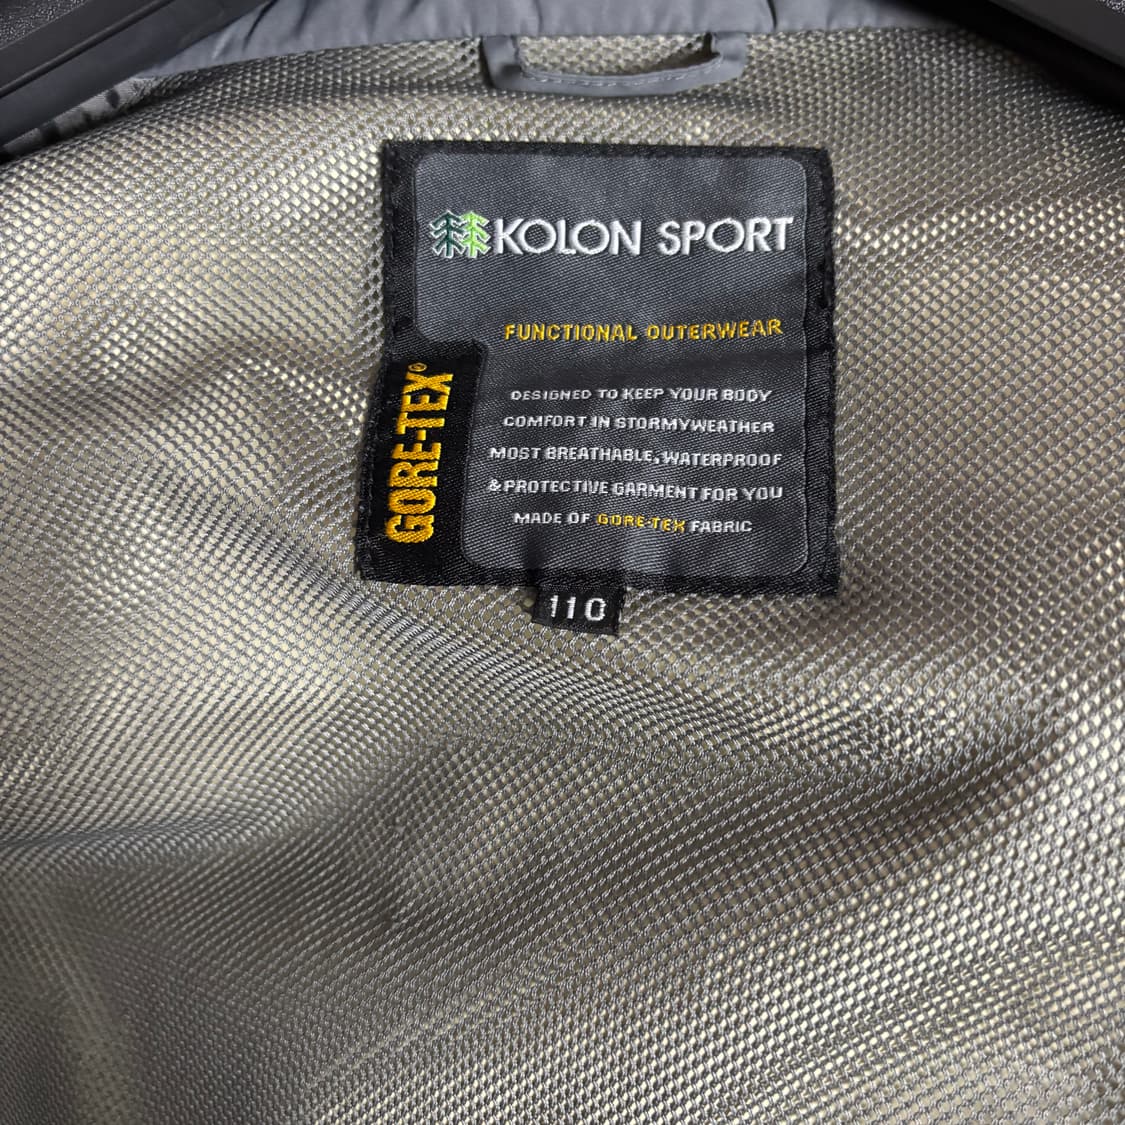 KOLON SPORT
FUNCTIONAL OUTERWEAR
GORE-TEX®
DESIGNED TO KEEP YOUR BODY
COMFORT IN STORMYWEATHER
MOST BREATHABLE, WATERPROOF
& PROTECTIVE GARMENT FOR YOU
MADE OF GORE-TEX FABRIC
110